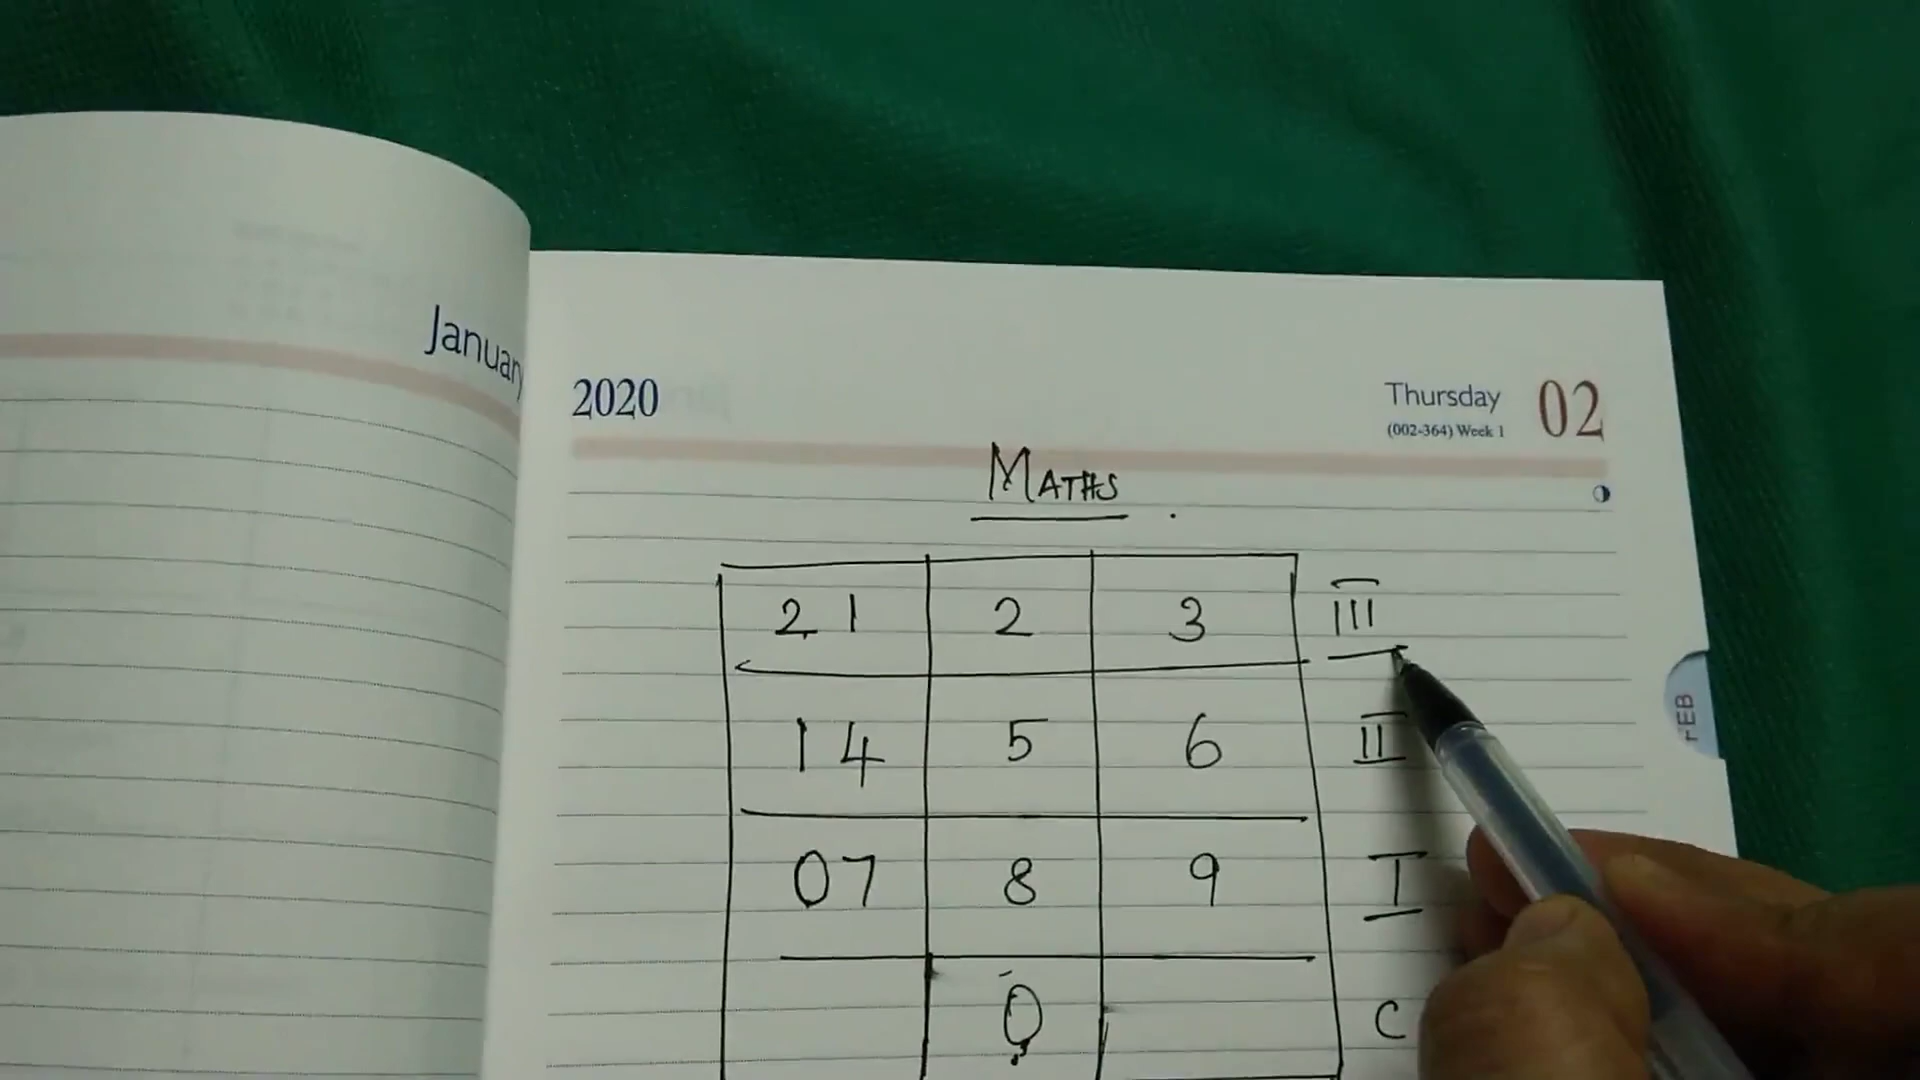 January
2020
Thursday 02
(002-364) Week 1
MATHS
21 2 3 III
14 5 6 II
07 8 9 I
0 C
FEB